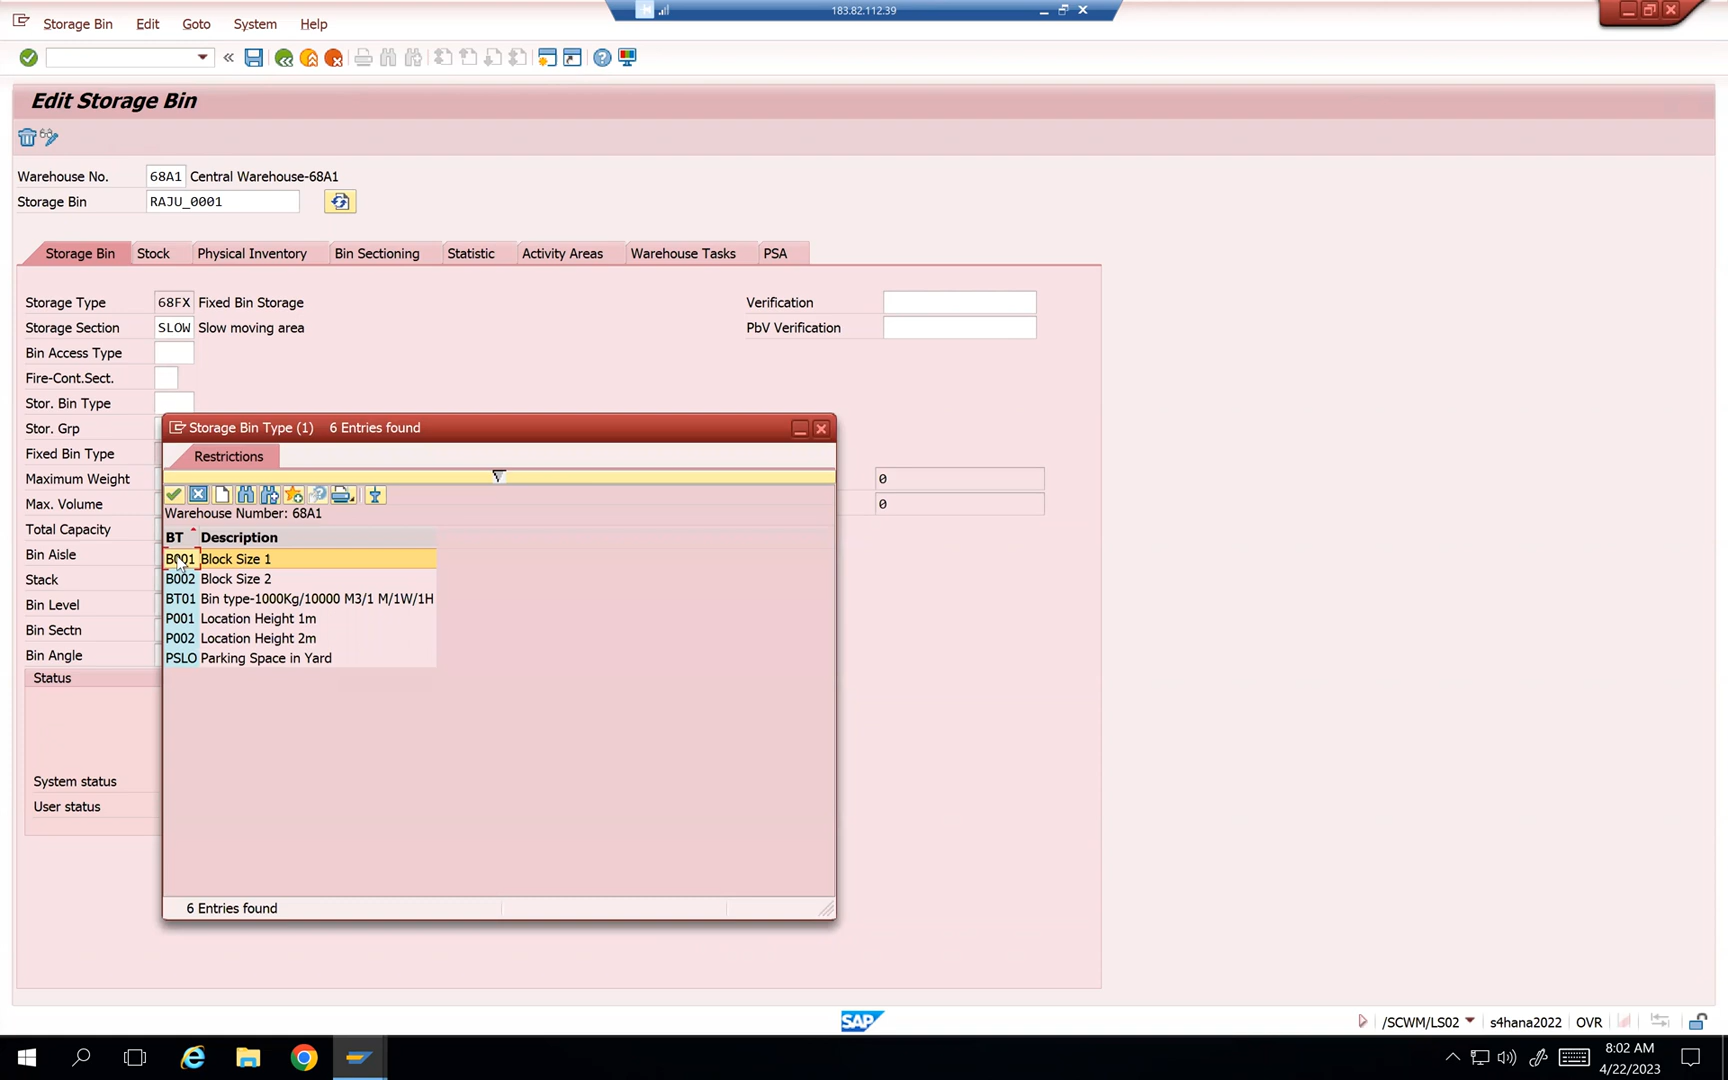 183.82.112.39
Storage Bin Edit Goto System Help
Edit Storage Bin
Warehouse No. 68A1 Central Warehouse-68A1
Storage Bin RAJU_0001
Storage Bin Stock Physical Inventory Bin Sectioning Statistic Activity Areas Warehouse Tasks PSA
Storage Type 68FX Fixed Bin Storage Verification
Storage Section SLOW Slow moving area PbV Verification
Bin Access Type
Fire-Cont.Sect.
Stor. Bin Type
Stor. Grp
Fixed Bin Type
Maximum Weight 0
Max. Volume 0
Total Capacity
Bin Aisle
Stack
Bin Level
Bin Sectn
Bin Angle
Status
System status
User status
Storage Bin Type (1) 6 Entries found
Restrictions
Warehouse Number: 68A1
BT Description
B001 Block Size 1
B002 Block Size 2
BT01 Bin type-1000Kg/10000 M3/1 M/1W/1H
P001 Location Height 1m
P002 Location Height 2m
PSLO Parking Space in Yard
6 Entries found
SAP
/SCWM/LS02 s4hana2022 OVR
8:02 AM
4/22/2023